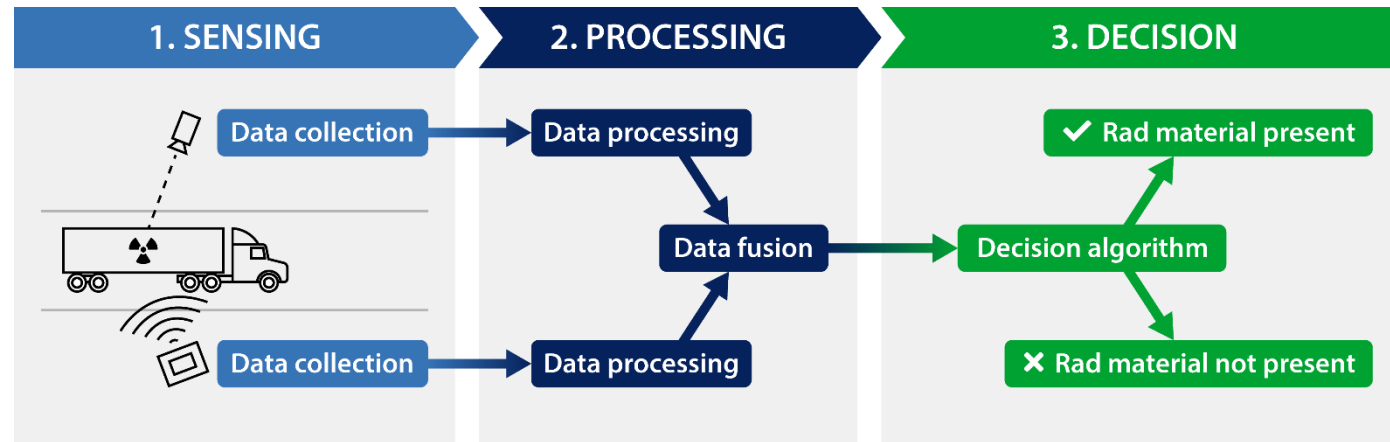 1. SENSING
2. PROCESSING
3. DECISION
Data collection
Data processing
Rad material present
Data fusion
Decision algorithm
Data collection
Data processing
Rad material not present